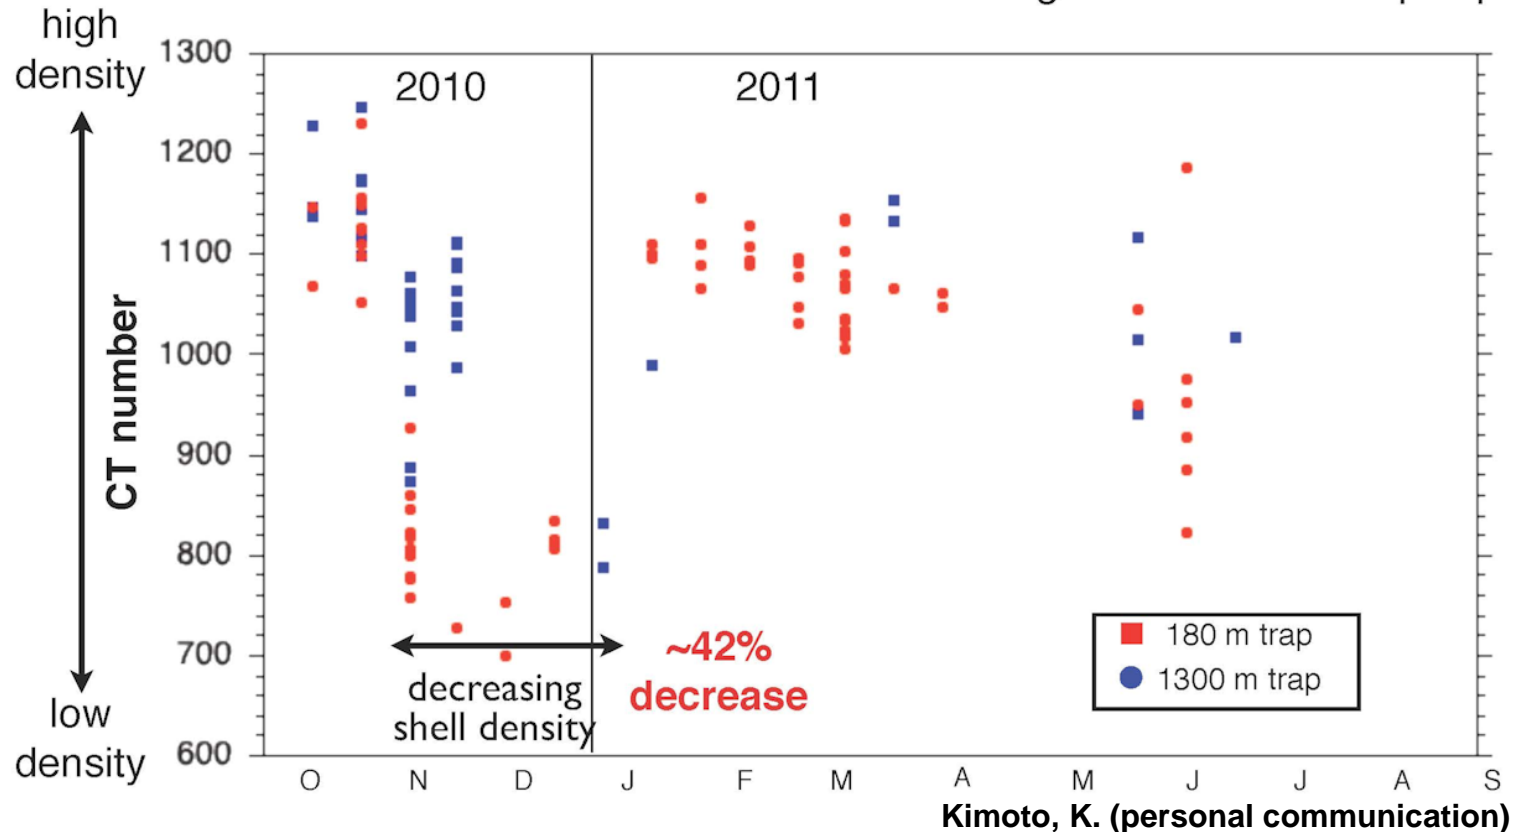 high
density
1300
1200
1100
1000
900
800
700
600
CT number
low
density
2010
2011
~42%
decrease
decreasing
shell density
180 m trap
1300 m trap
O N D J F M A M J J A S
Kimoto, K. (personal communication)